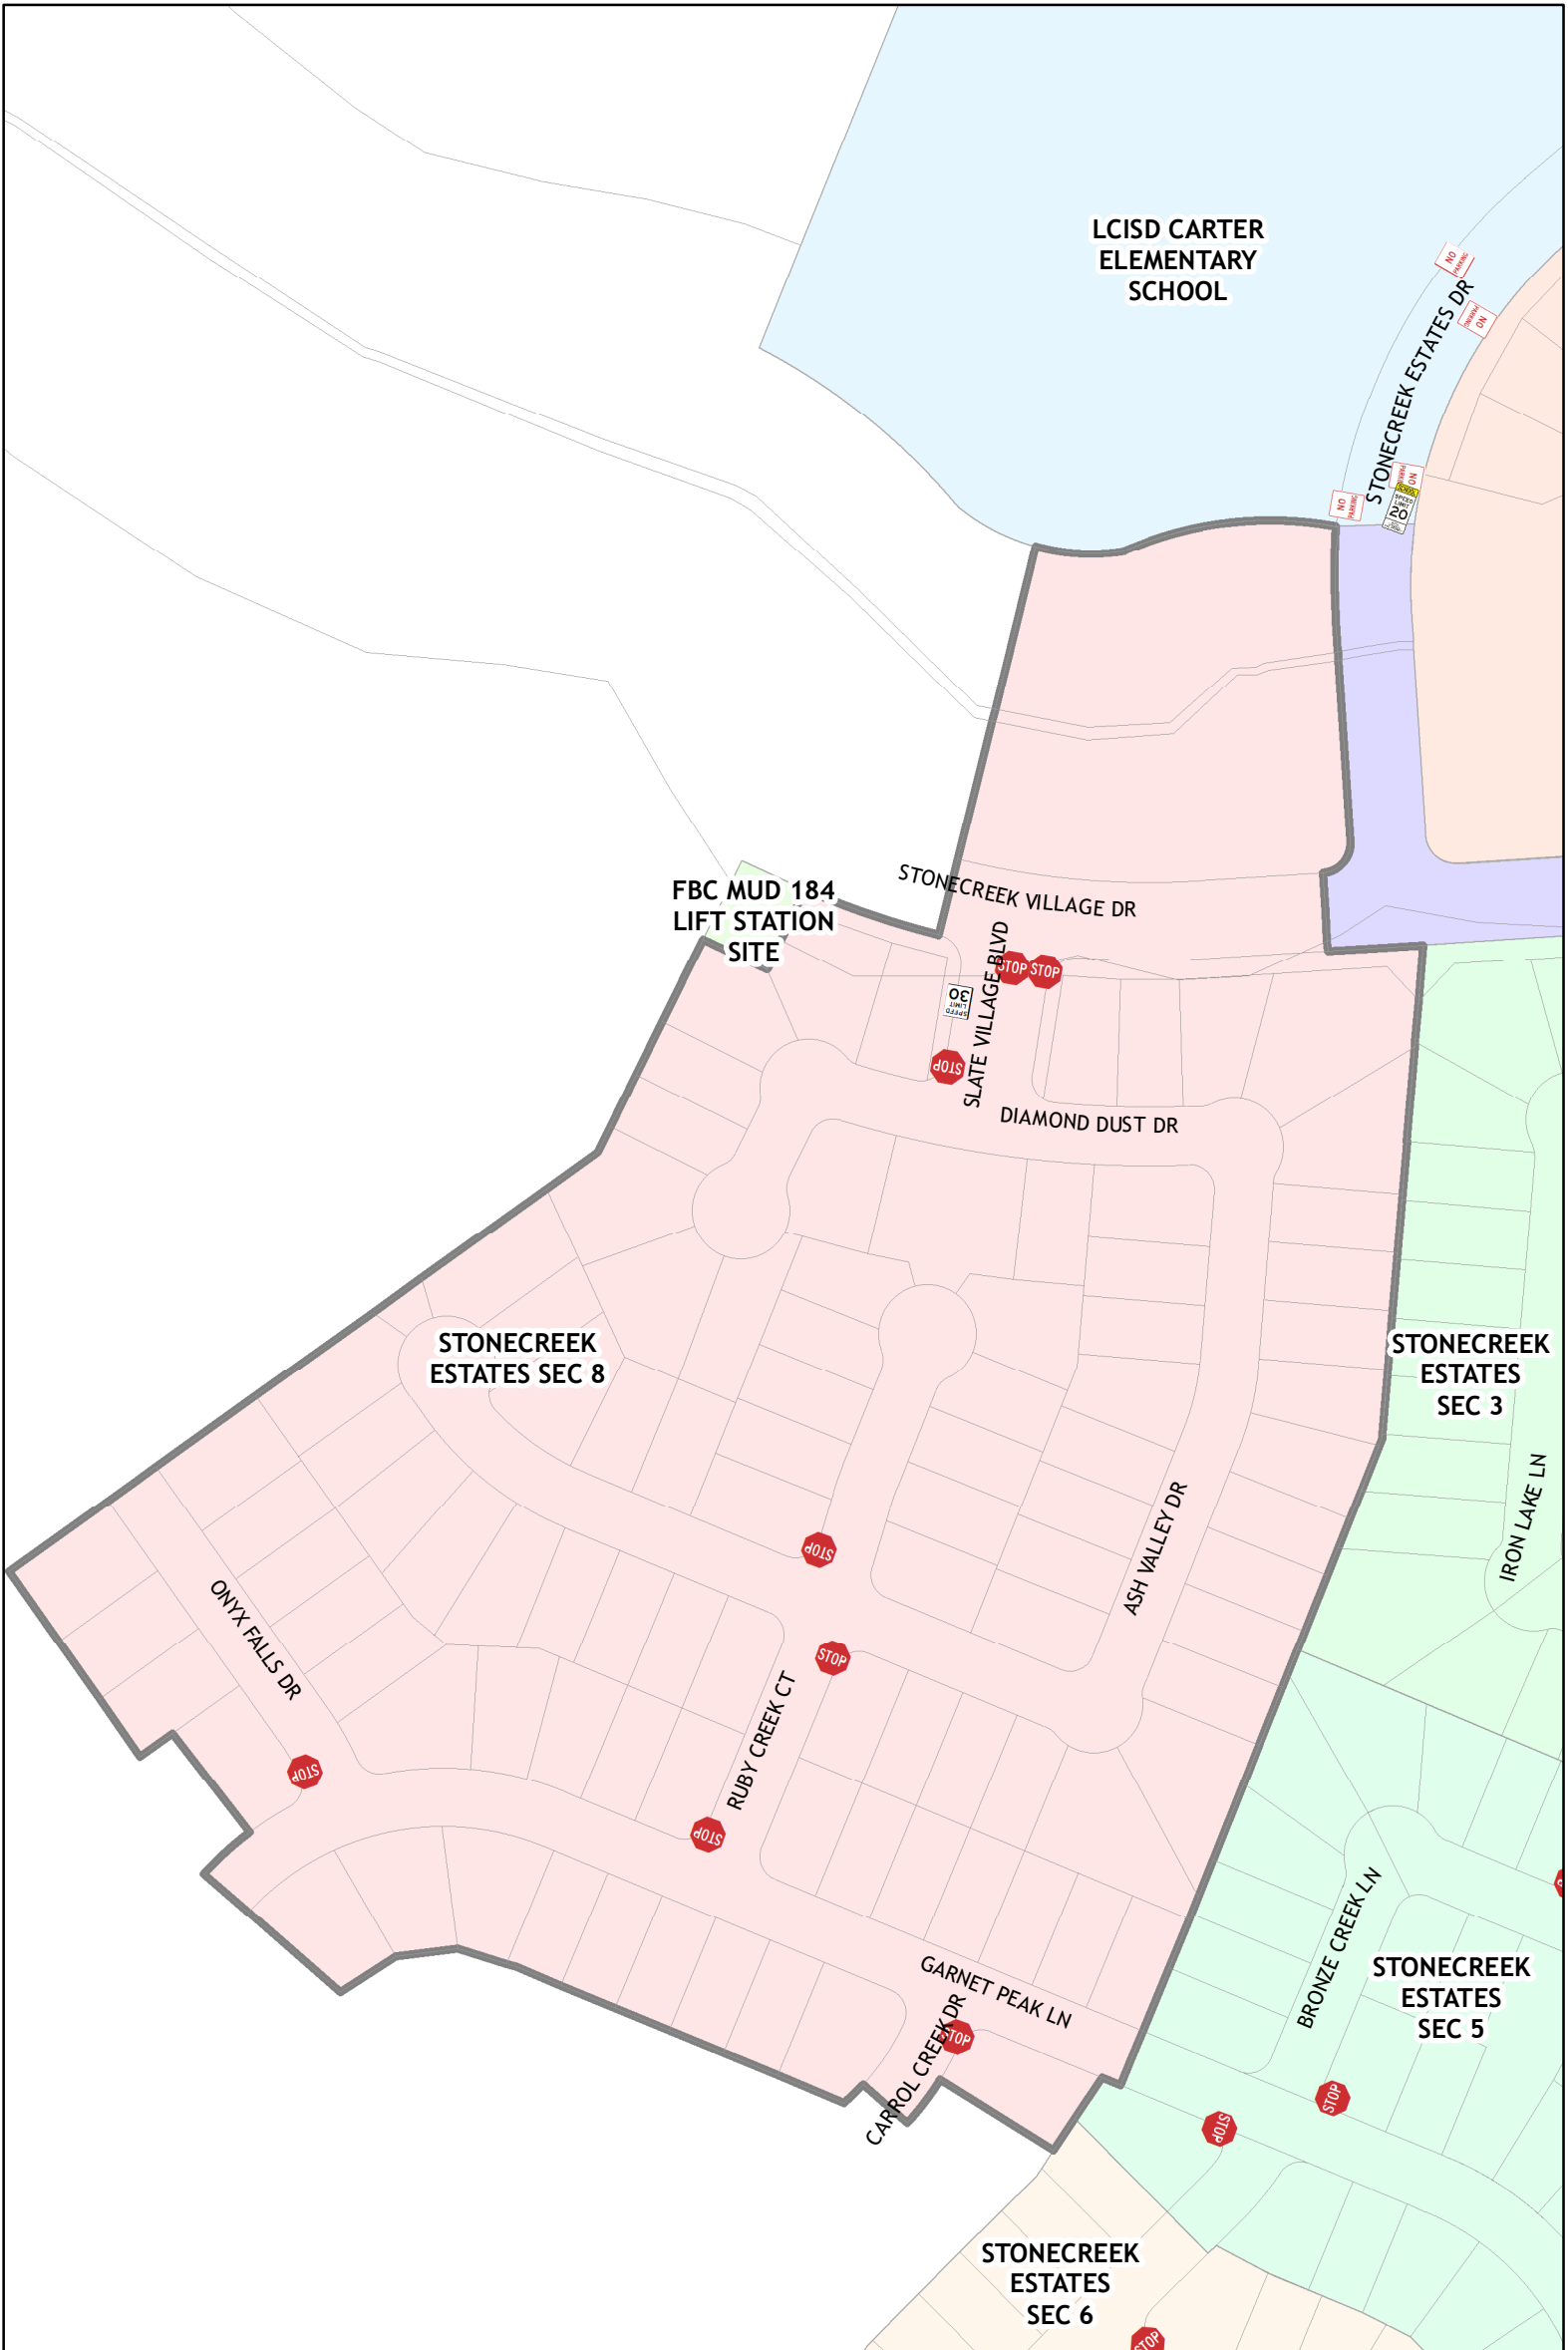 LCISD CARTER
ELEMENTARY
SCHOOL
NO
PARKING
STONECREEK ESTATES DR
NO
PARKING
NO
PARKING
NO
PARKING
SCHOOL
SPEED
LIMIT
20
STONECREEK VILLAGE DR
FBC MUD 184
LIFT STATION
SITE
STOP
STOP
SPEED
LIMIT
30
SLATE VILLAGE BLVD
STOP
DIAMOND DUST DR
STONECREEK
ESTATES SEC 8
STONECREEK
ESTATES
SEC 3
IRON LAKE LN
ASH VALLEY DR
STOP
ONYX FALLS DR
STOP
RUBY CREEK CT
STOP
STOP
BRONZE CREEK LN
STONECREEK
ESTATES
SEC 5
GARNET PEAK LN
CARROL CREEK DR
STOP
STOP
STOP
STONECREEK
ESTATES
SEC 6
STOP